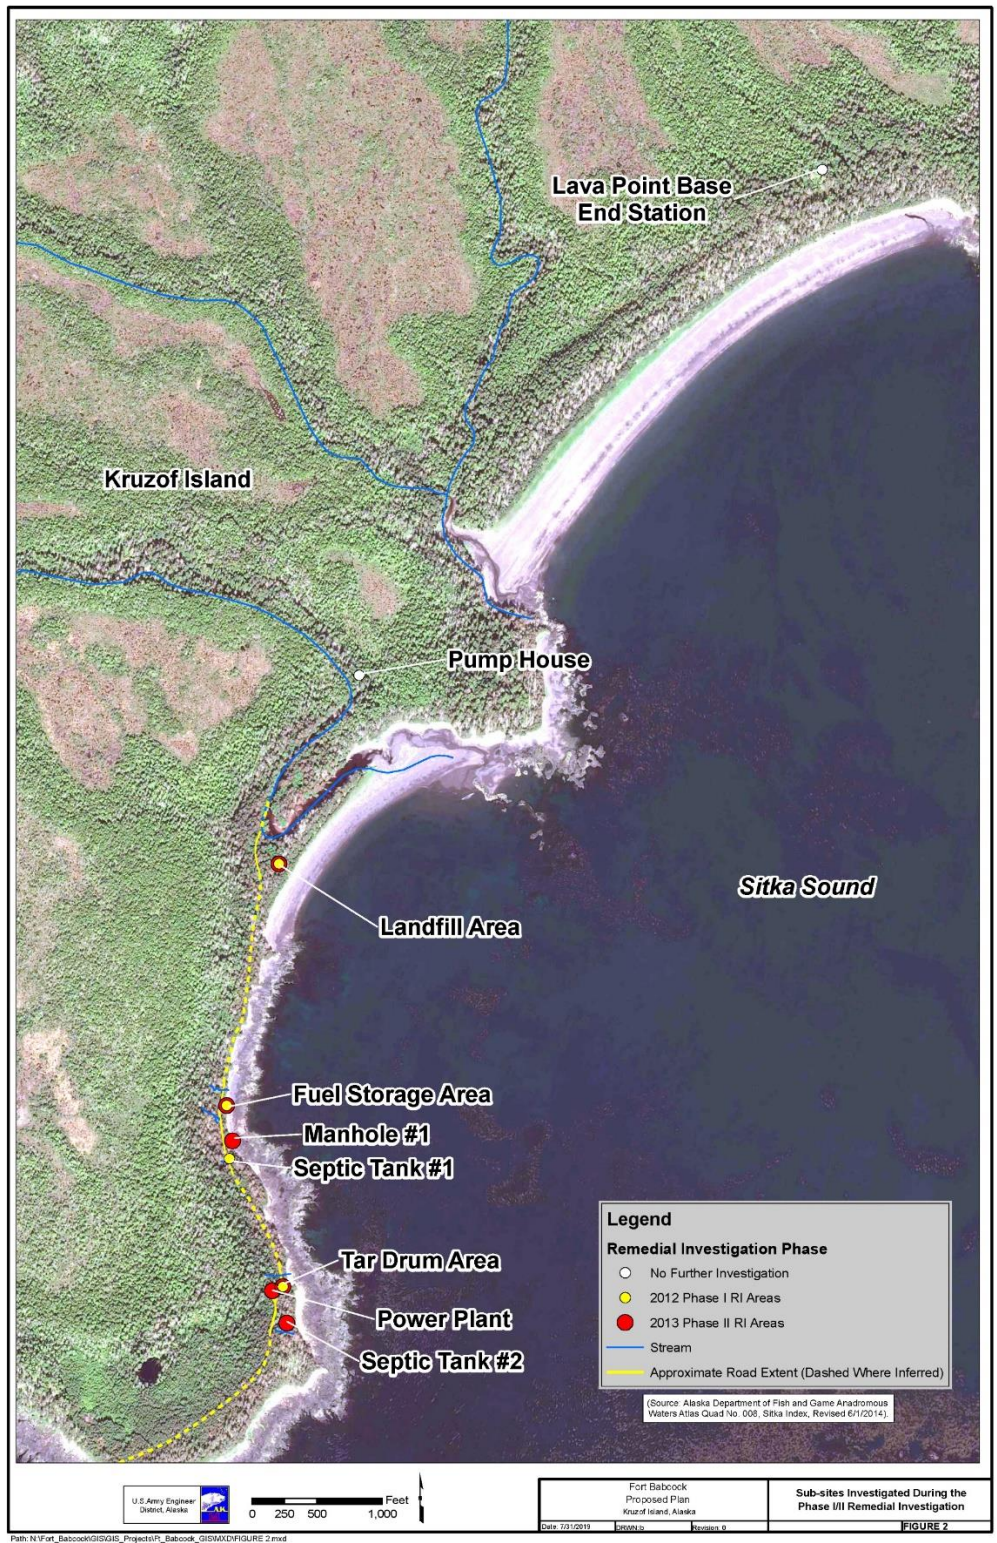 Lava Point Base
End Station
Kruzof Island
Pump House
Sitka Sound
Landfill Area
Fuel Storage Area
Manhole #1
Septic Tank #1
Tar Drum Area
Power Plant
Septic Tank #2
Legend
Remedial Investigation Phase
No Further Investigation
2012 Phase I RI Areas
2013 Phase II RI Areas
Stream
Approximate Road Extent (Dashed Where Inferred)
(Source: Alaska Department of Fish and Game Anadromous
Waters Atlas Quad No. 008, Sitka Index, Revised 6/1/2014).
U.S.Army Engineer
District, Alaska
Feet
0 250 500 1,000
Fort Babcock
Proposed Plan
Kruzof Island, Alaska
Sub-sites Investigated During the
Phase I/II Remedial Investigation
Date: 7/31/2019
Revision: 0
FIGURE 2
Path: N:\Fort_Babcock\GIS\GIS_Projects\Ft_Babcock_GIS\MXD\FIGURE 2.mxd